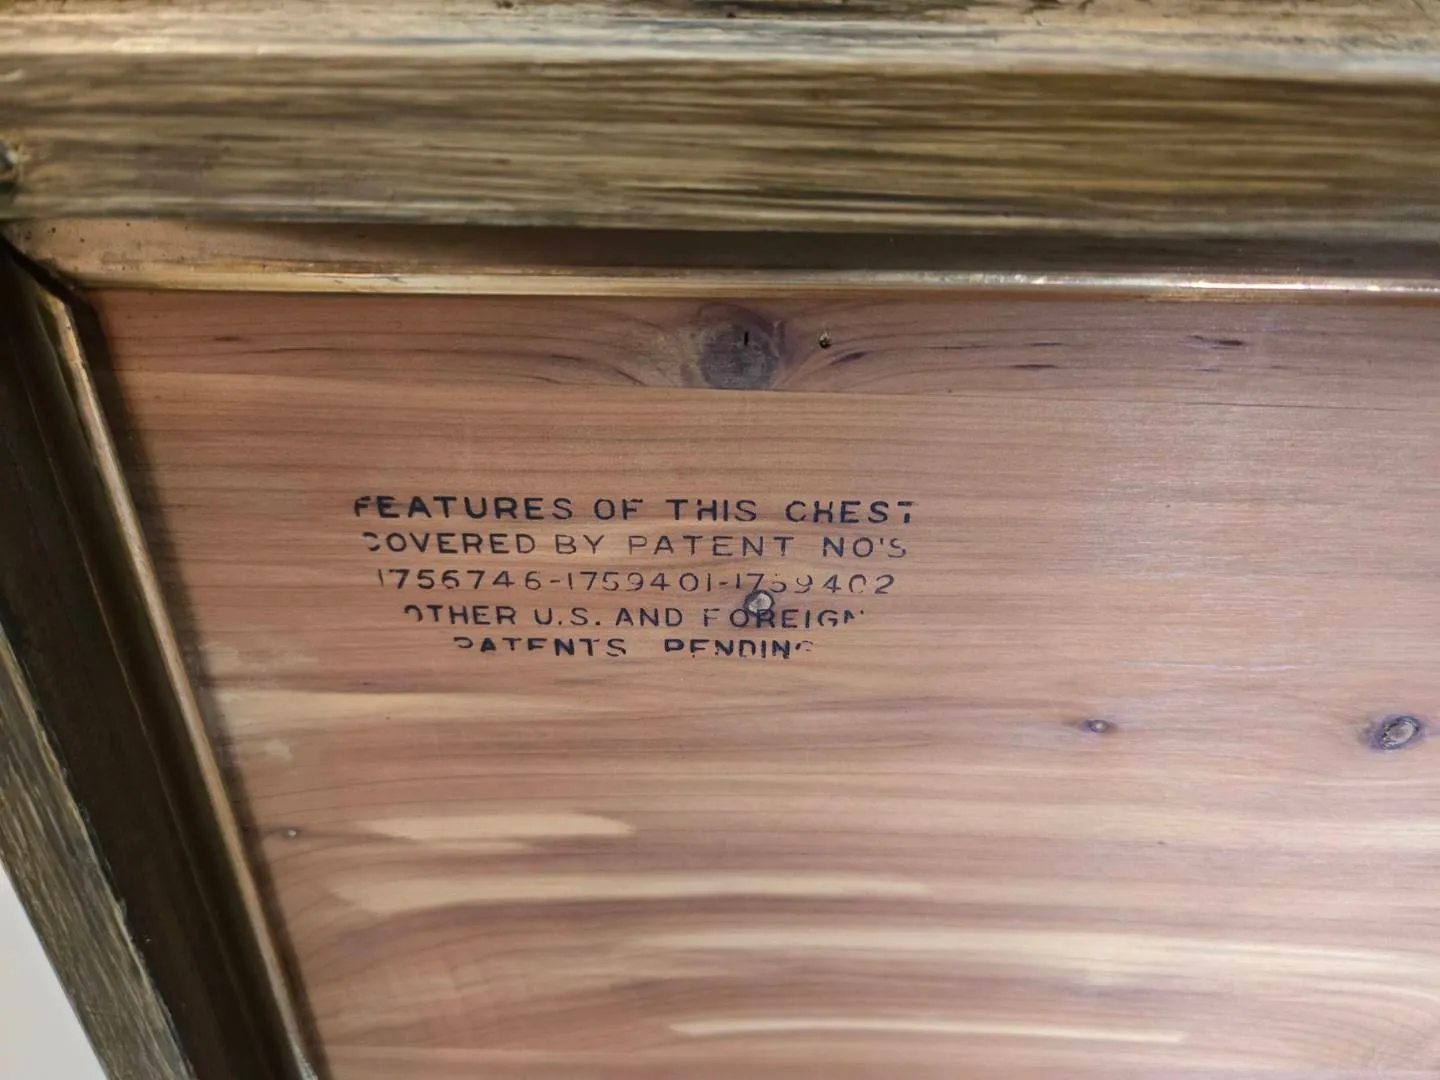 FEATURES OF THIS CHEST
COVERED BY PATENT NO'S
1756746-1759401-1759402
OTHER U.S. AND FOREIGN
PATENTS PENDING